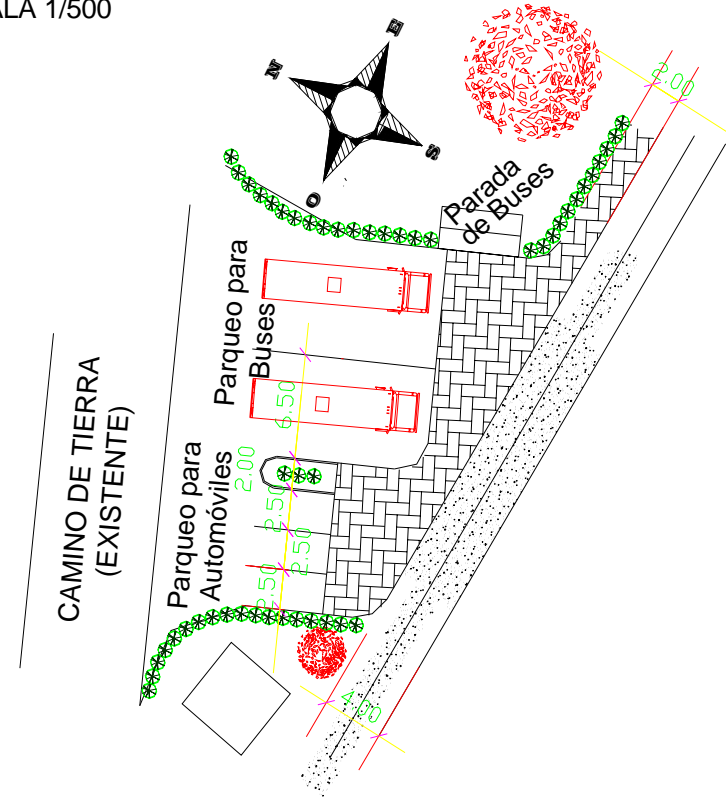 ALA 1/500
N
E
S
O
2.00
Parada
de Buses
Parqueo para
Buses
6.50
2.00
CAMINO DE TIERRA
(EXISTENTE)
Parqueo para
Automóviles
2.50
2.50
2.50
4.00